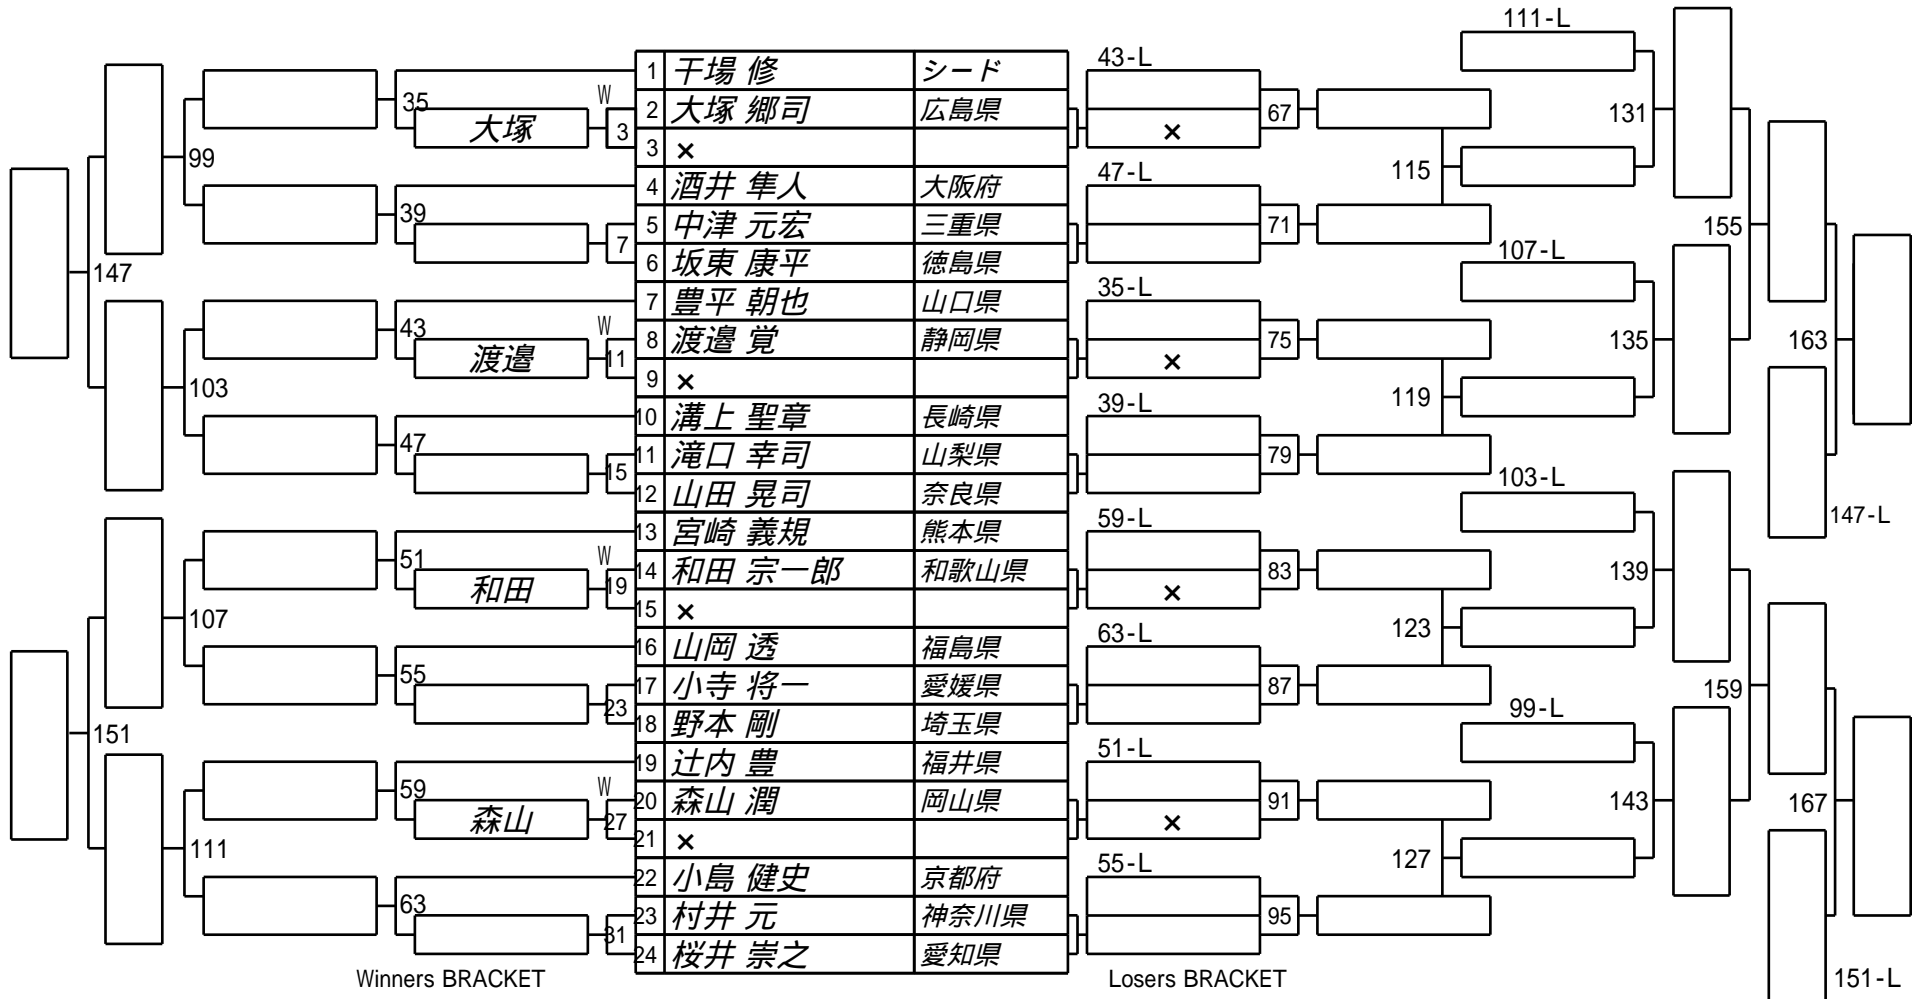 111-L
43-L
1 干場 修 シード
35 W 2 大塚 郷司 広島県 67 131
大塚 3 ×
3 ×
99
4 酒井 隼人 大阪府 47-L 115
39 5 中津 元宏 三重県 71 155
7
6 坂東 康平 徳島県 107-L
147
7 豊平 朝也 山口県 35-L
43 W 8 渡邉 覚 静岡県 75 135 163
渡邉 11 ×
9 ×
103 119
10 溝上 聖章 長崎県 39-L
47 11 滝口 幸司 山梨県 79
15
12 山田 晃司 奈良県 103-L
13 宮崎 義規 熊本県 59-L 147-L
51 W 14 和田 宗一郎 和歌山県 83 139
和田 19 ×
15 ×
107 123
16 山岡 透 福島県 63-L
55 17 小寺 将一 愛媛県 87 159
23
18 野本 剛 埼玉県 99-L
151
19 辻内 豊 福井県 51-L
59 W 20 森山 潤 岡山県 91 143 167
森山 27 ×
21 ×
111 127
22 小島 健史 京都府 55-L
63 23 村井 元 神奈川県 95
31
24 桜井 崇之 愛知県
Winners BRACKET Losers BRACKET 151-L